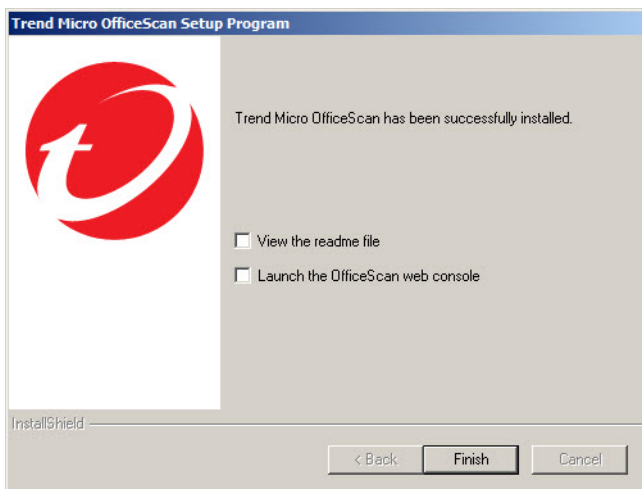 Trend Micro OfficeScan Setup Program
Trend Micro OfficeScan has been successfully installed.
View the readme file
Launch the OfficeScan web console
InstallShield
< Back
Finish
Cancel